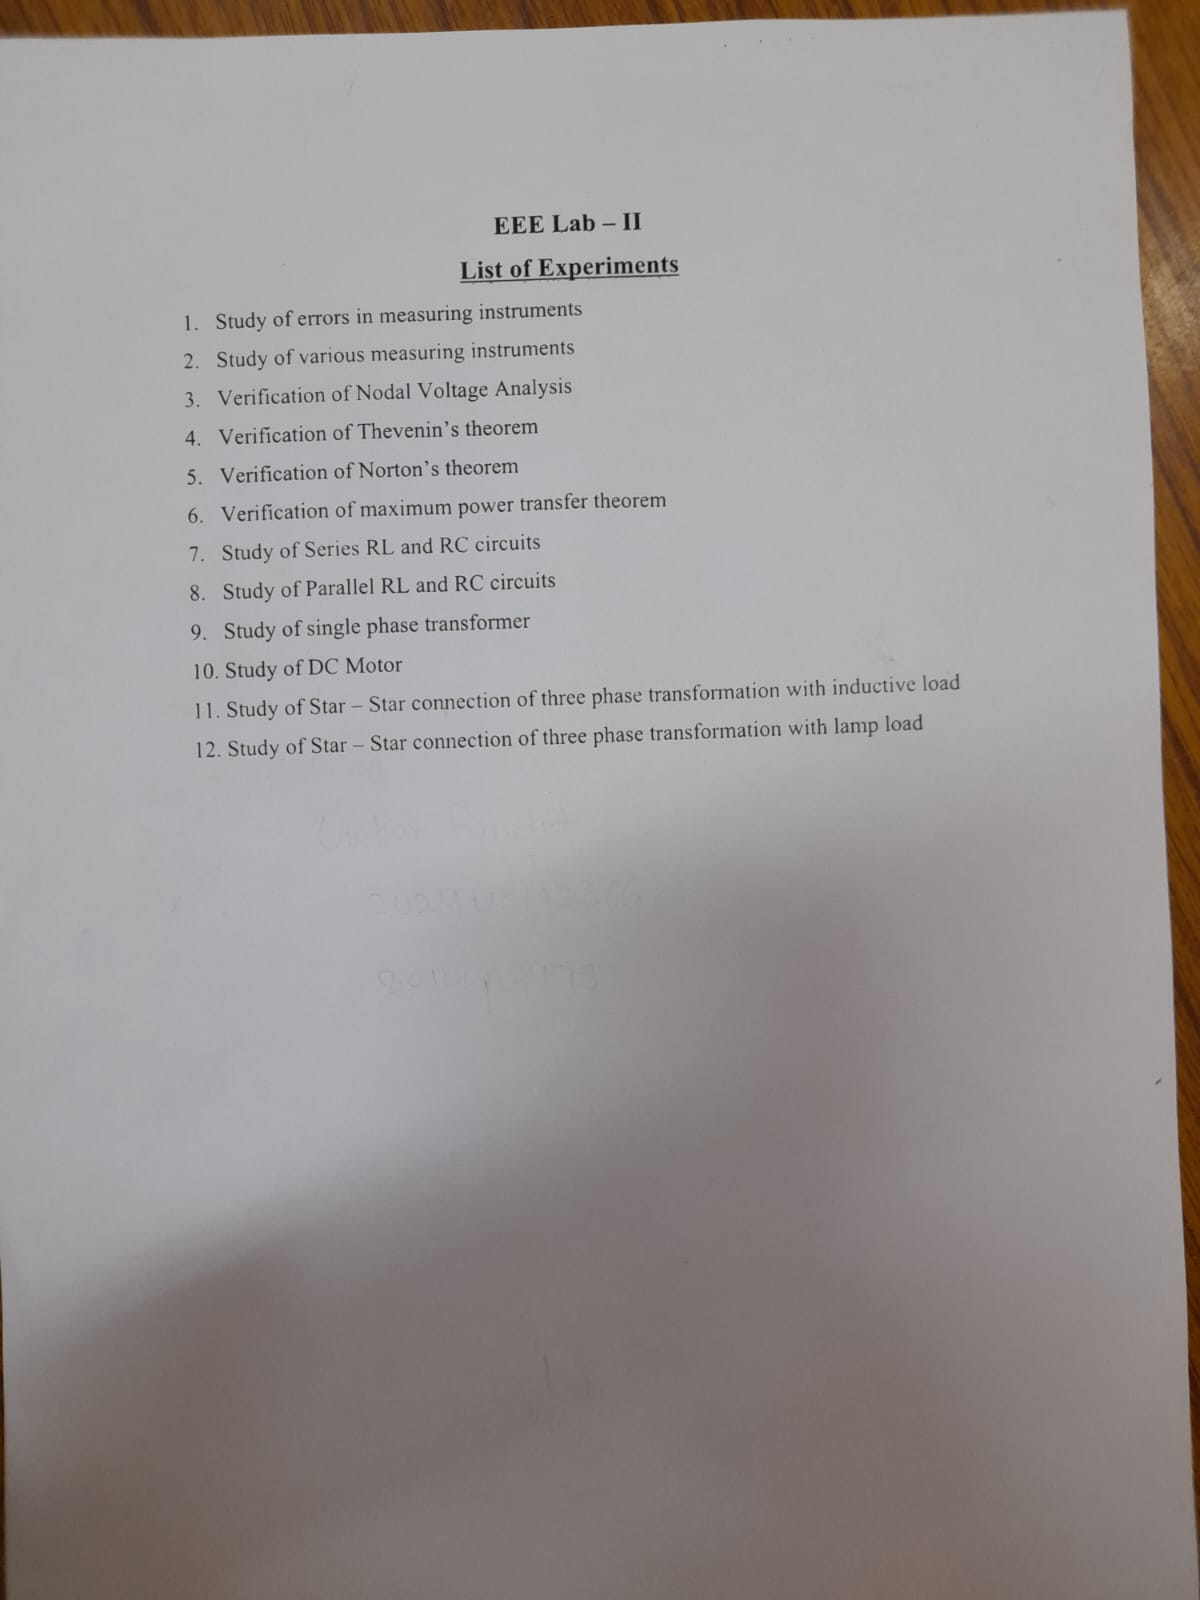 EEE Lab – II
List of Experiments
1. Study of errors in measuring instruments
2. Study of various measuring instruments
3. Verification of Nodal Voltage Analysis
4. Verification of Thevenin’s theorem
5. Verification of Norton’s theorem
6. Verification of maximum power transfer theorem
7. Study of Series RL and RC circuits
8. Study of Parallel RL and RC circuits
9. Study of single phase transformer
10. Study of DC Motor
11. Study of Star – Star connection of three phase transformation with inductive load
12. Study of Star – Star connection of three phase transformation with lamp load